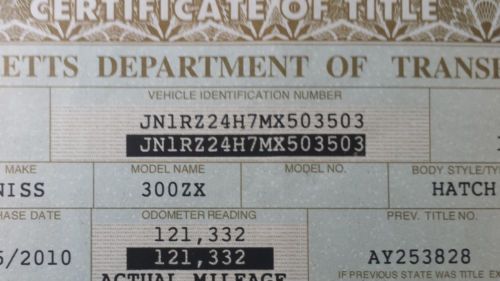 CERTIFICATE OF TITLE
ETTS DEPARTMENT OF TRANSP
VEHICLE IDENTIFICATION NUMBER
JN1RZ24H7MX503503
JN1RZ24H7MX503503
MAKE MODEL NAME MODEL NO. BODY STYLE/TY
NISS 300ZX HATCH
HASE DATE ODOMETER READING PREV. TITLE NO.
121,332
5/2010 121,332 AY253828
ACTUAL MILEAGE IF PREVIOUS STATE WAS TITLE EX